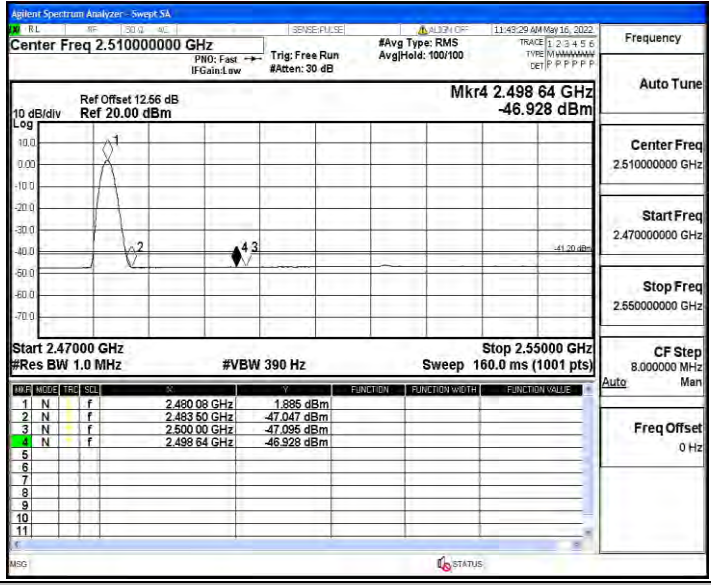 Agilent Spectrum Analyzer - Swept SA
RL RF 50 Ω AC SENSE:PULSE ALIGN OFF 11:43:29 AM May 16, 2022
Center Freq 2.510000000 GHz
PNO: Fast
IFGain:Low
Trig: Free Run
#Atten: 30 dB
#Avg Type: RMS
Avg|Hold: 100/100
TRACE 1 2 3 4 5 6
TYPE M
DET P P P P P P
Frequency
Auto Tune
Center Freq
2.510000000 GHz
Start Freq
2.470000000 GHz
Stop Freq
2.550000000 GHz
CF Step
8.000000 MHz
Auto Man
Freq Offset
0 Hz
Mkr4 2.498 64 GHz
-46.928 dBm
Ref Offset 12.56 dB
10 dB/div Ref 20.00 dBm
Log
10.0
0.00
-10.0
-20.0
-30.0
-40.0
-50.0
-60.0
-70.0
1
2
4 3
-41.20 dBm
Start 2.47000 GHz Stop 2.55000 GHz
#Res BW 1.0 MHz #VBW 390 Hz Sweep 160.0 ms (1001 pts)
MKR MODE TRC SCL X Y FUNCTION FUNCTION WIDTH FUNCTION VALUE
1 N f 2.480 08 GHz 1.885 dBm
2 N f 2.483 50 GHz -47.047 dBm
3 N f 2.500 00 GHz -47.095 dBm
4 N f 2.498 64 GHz -46.928 dBm
5
6
7
8
9
10
11
MSG STATUS